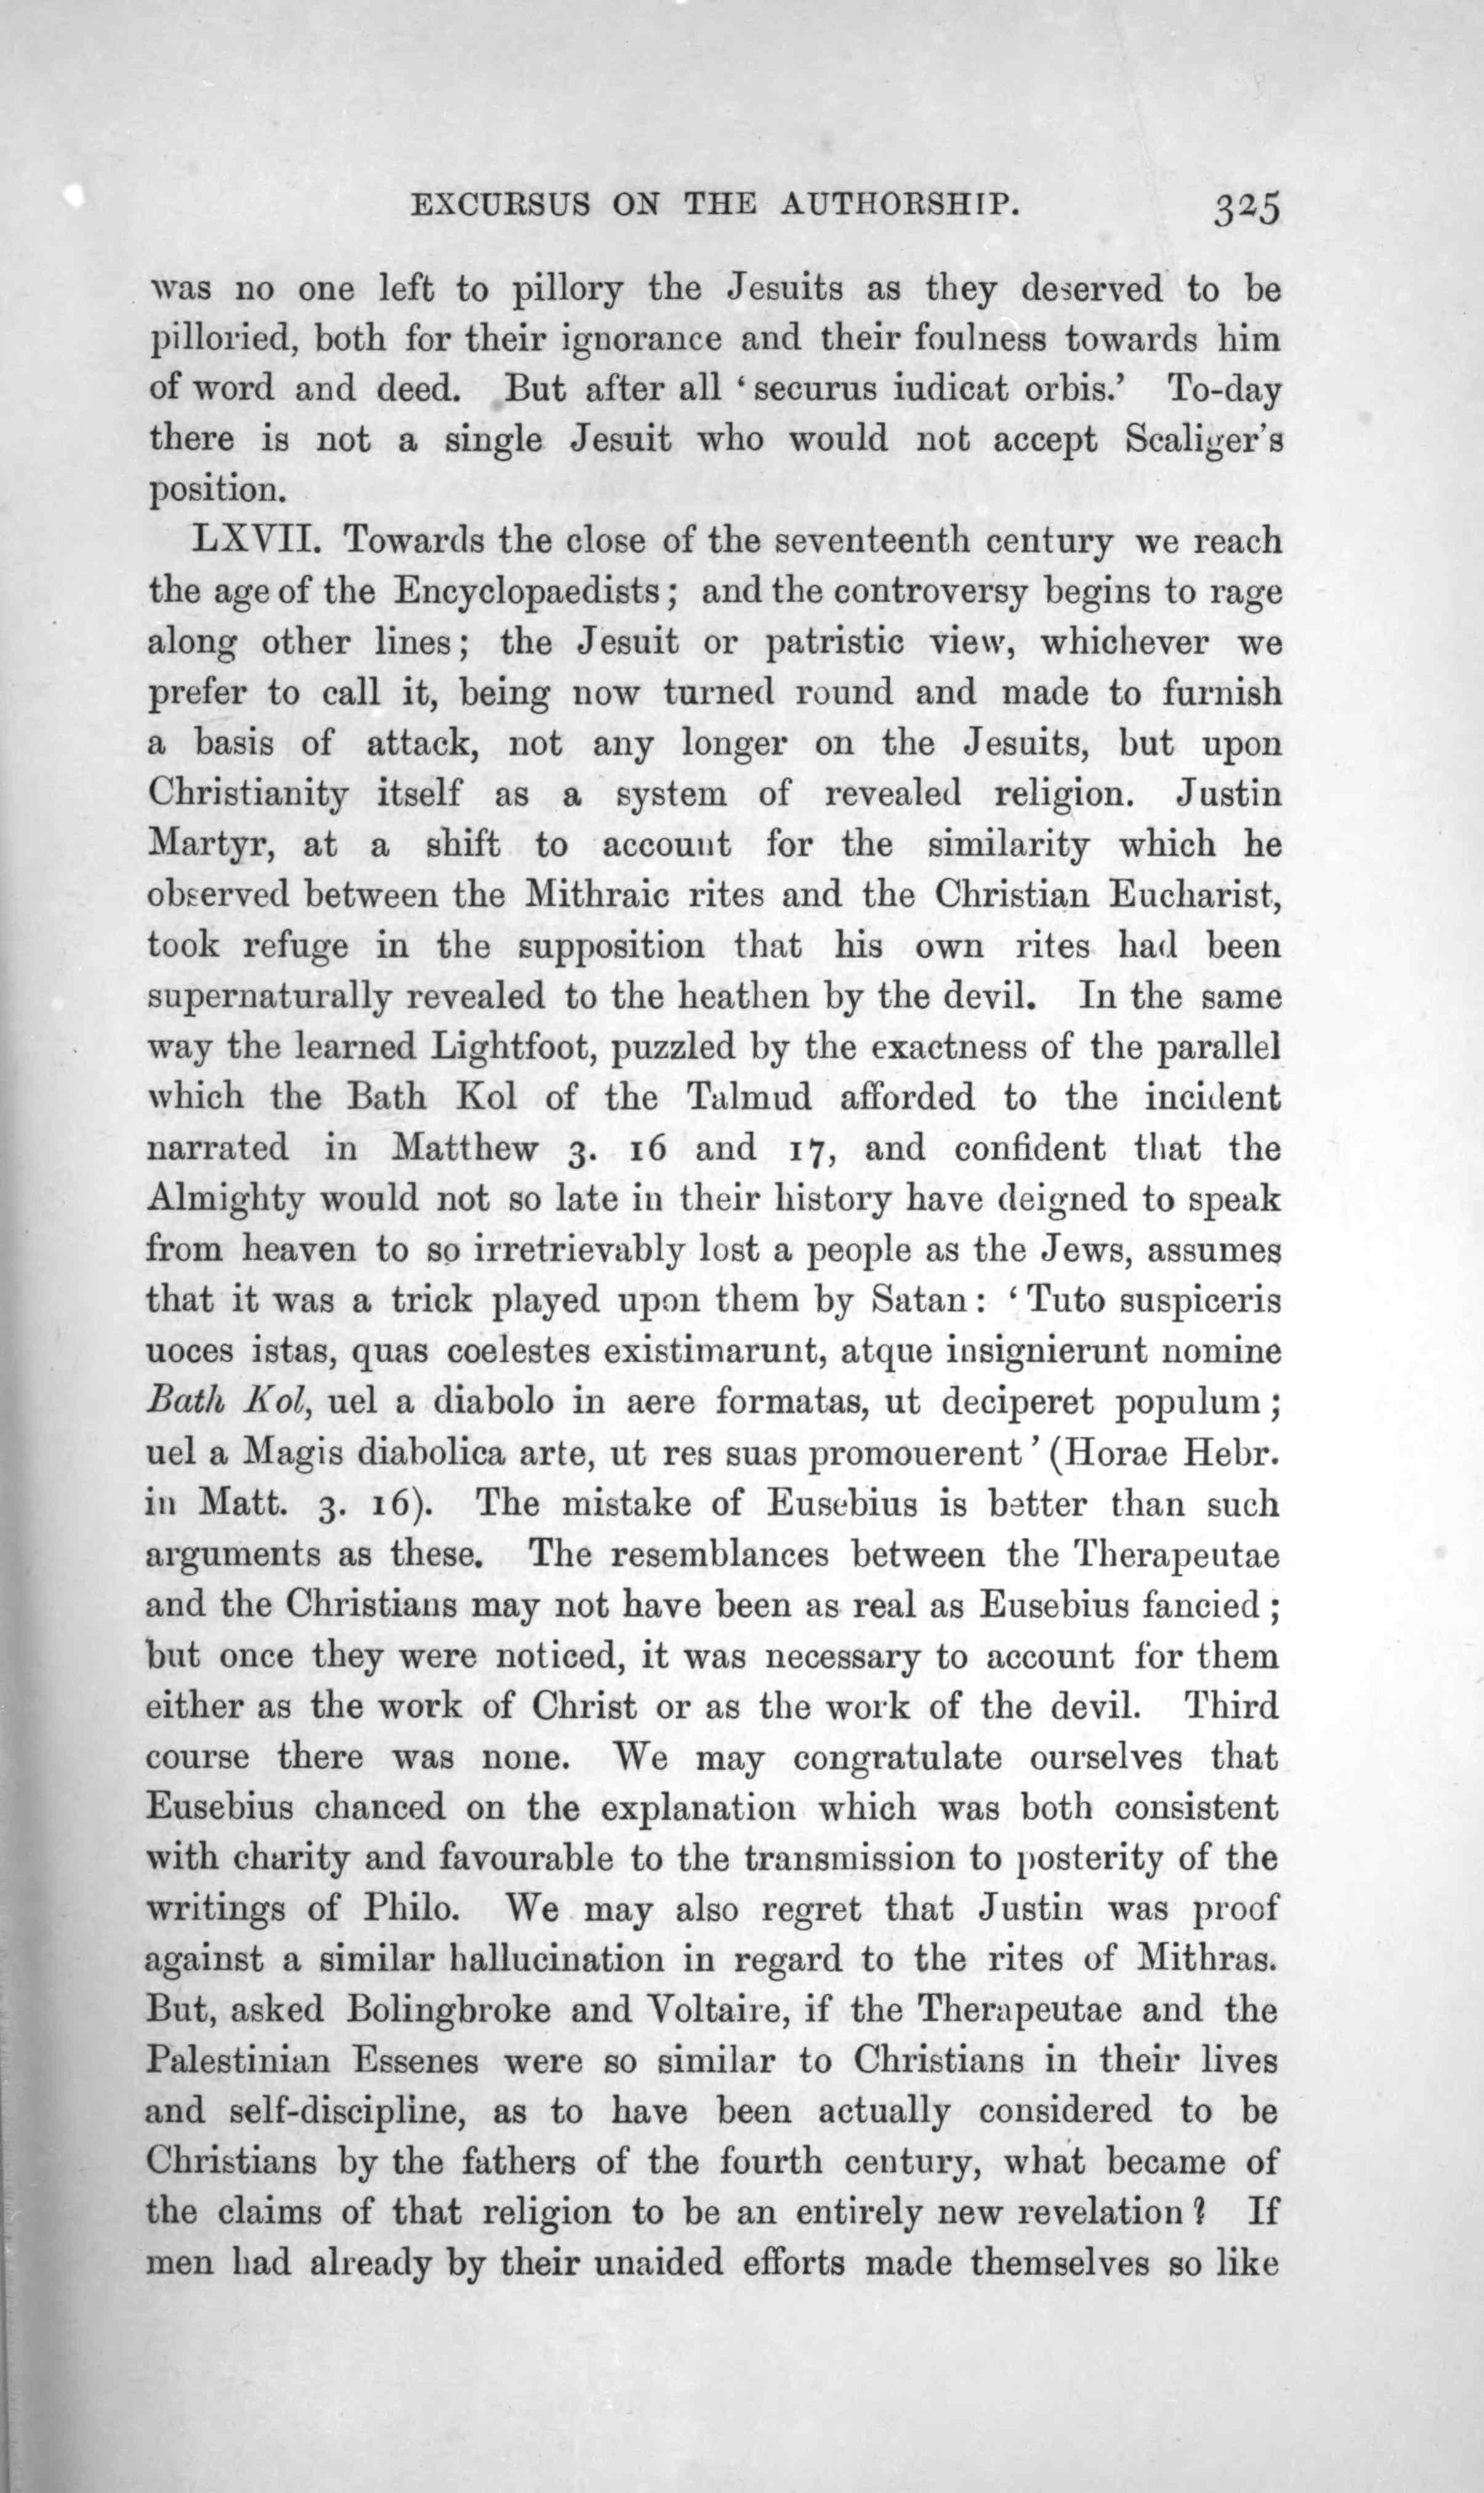 EXCURSUS ON THE AUTHORSHIP. 325
was no one left to pillory the Jesuits as they deserved to be
pilloried, both for their ignorance and their foulness towards him
of word and deed. But after all ‘securus iudicat orbis.’ To-day
there is not a single Jesuit who would not accept Scaliger’s
position.
LXVII. Towards the close of the seventeenth century we reach
the age of the Encyclopaedists; and the controversy begins to rage
along other lines; the Jesuit or patristic view, whichever we
prefer to call it, being now turned round and made to furnish
a basis of attack, not any longer on the Jesuits, but upon
Christianity itself as a system of revealed religion. Justin
Martyr, at a shift to account for the similarity which he
observed between the Mithraic rites and the Christian Eucharist,
took refuge in the supposition that his own rites had been
supernaturally revealed to the heathen by the devil. In the same
way the learned Lightfoot, puzzled by the exactness of the parallel
which the Bath Kol of the Talmud afforded to the incident
narrated in Matthew 3. 16 and 17, and confident that the
Almighty would not so late in their history have deigned to speak
from heaven to so irretrievably lost a people as the Jews, assumes
that it was a trick played upon them by Satan: ‘Tuto suspiceris
uoces istas, quas coelestes existimarunt, atque insignierunt nomine
Bath Kol, uel a diabolo in aere formatas, ut deciperet populum;
uel a Magis diabolica arte, ut res suas promouerent’ (Horae Hebr.
in Matt. 3. 16). The mistake of Eusebius is better than such
arguments as these. The resemblances between the Therapeutae
and the Christians may not have been as real as Eusebius fancied;
but once they were noticed, it was necessary to account for them
either as the work of Christ or as the work of the devil. Third
course there was none. We may congratulate ourselves that
Eusebius chanced on the explanation which was both consistent
with charity and favourable to the transmission to posterity of the
writings of Philo. We may also regret that Justin was proof
against a similar hallucination in regard to the rites of Mithras.
But, asked Bolingbroke and Voltaire, if the Therapeutae and the
Palestinian Essenes were so similar to Christians in their lives
and self-discipline, as to have been actually considered to be
Christians by the fathers of the fourth century, what became of
the claims of that religion to be an entirely new revelation? If
men had already by their unaided efforts made themselves so like